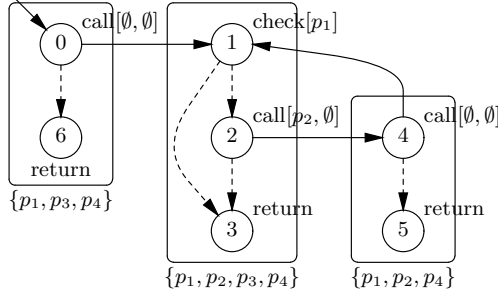 call[∅, ∅]
check[p₁]
0
1
call[p₂, ∅]
call[∅, ∅]
6
2
4
return
return
return
{p₁, p₃, p₄}
3
5
{p₁, p₂, p₃, p₄}
{p₁, p₂, p₄}